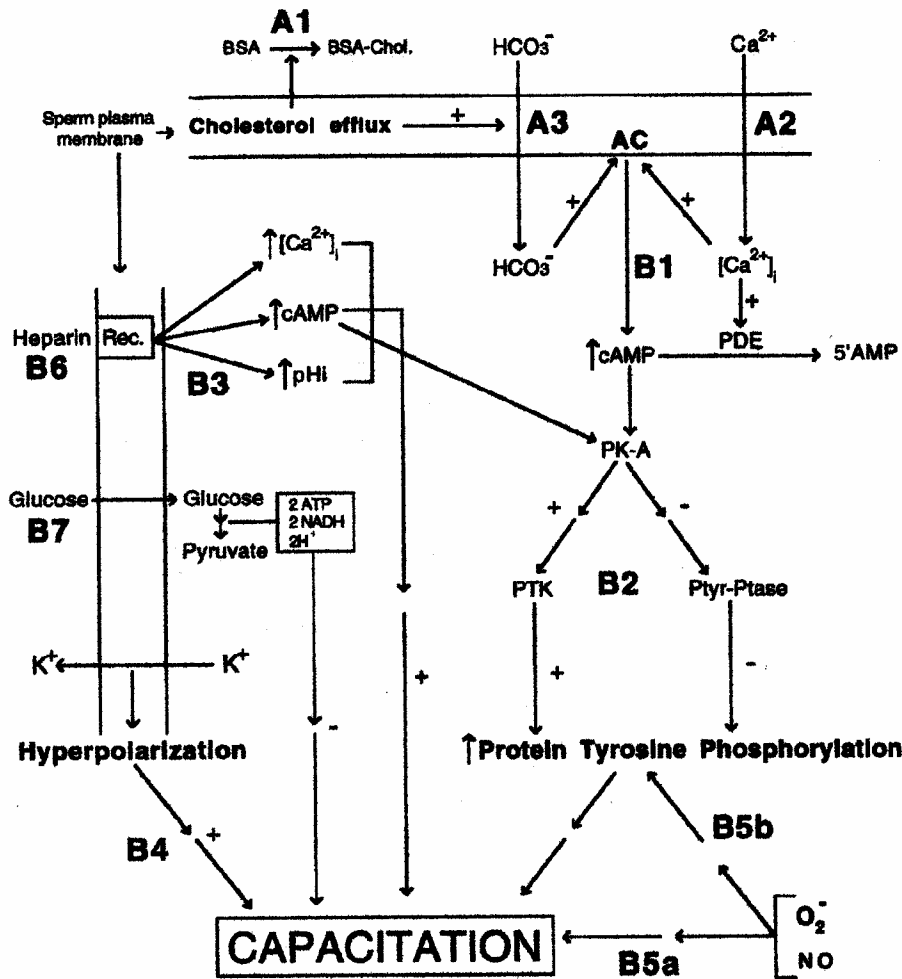 A1
BSA BSA-Chol.
HCO₃⁻
Ca²⁺
Sperm plasma
membrane
Cholesterol efflux + A3
A2
AC
+ +
↑[Ca²⁺]i
HCO₃⁻ B1 [Ca²⁺]i
+
Heparin Rec. ↑cAMP
B6
B3
↑pHi
PDE
↑cAMP 5'AMP
PK-A
Glucose Glucose
B7
Pyruvate
2 ATP
2 NADH
2H⁺
+ -
PTK B2 Ptyr-Ptase
K⁺ K⁺
+ + -
-
Hyperpolarization
↑Protein Tyrosine Phosphorylation
B4 +
B5b
CAPACITATION
B5a
O₂⁻
NO